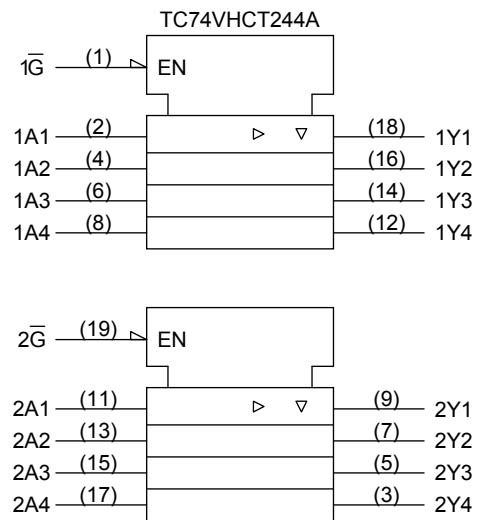 TC74VHCT244A
1G̅ (1) EN
1A1 (2) (18) 1Y1
1A2 (4) (16) 1Y2
1A3 (6) (14) 1Y3
1A4 (8) (12) 1Y4
2G̅ (19) EN
2A1 (11) (9) 2Y1
2A2 (13) (7) 2Y2
2A3 (15) (5) 2Y3
2A4 (17) (3) 2Y4